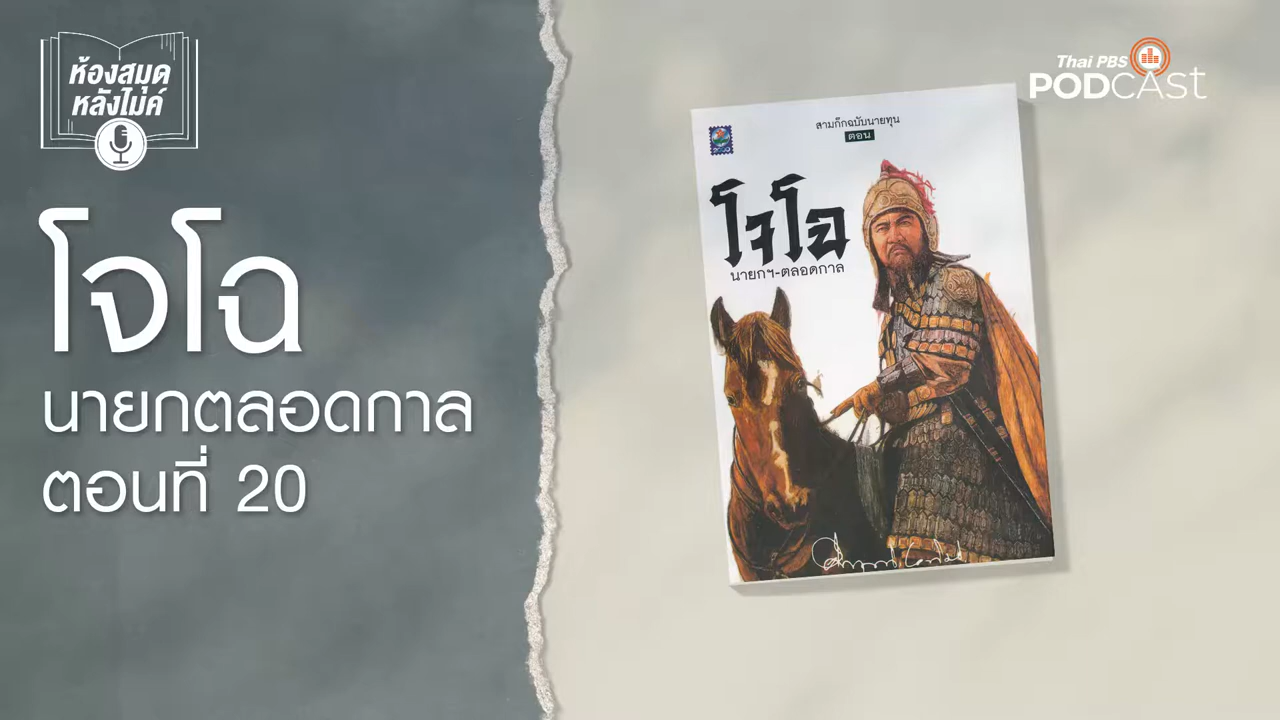 ห้องสมุด
หลังไมค์
โจโฉ
นายกตลอดกาล
ตอนที่ 20
Thai PBS
PODCAST
สามก๊กฉบับนายทุน
ตอน
โจโฉ
นายกฯ-ตลอดกาล